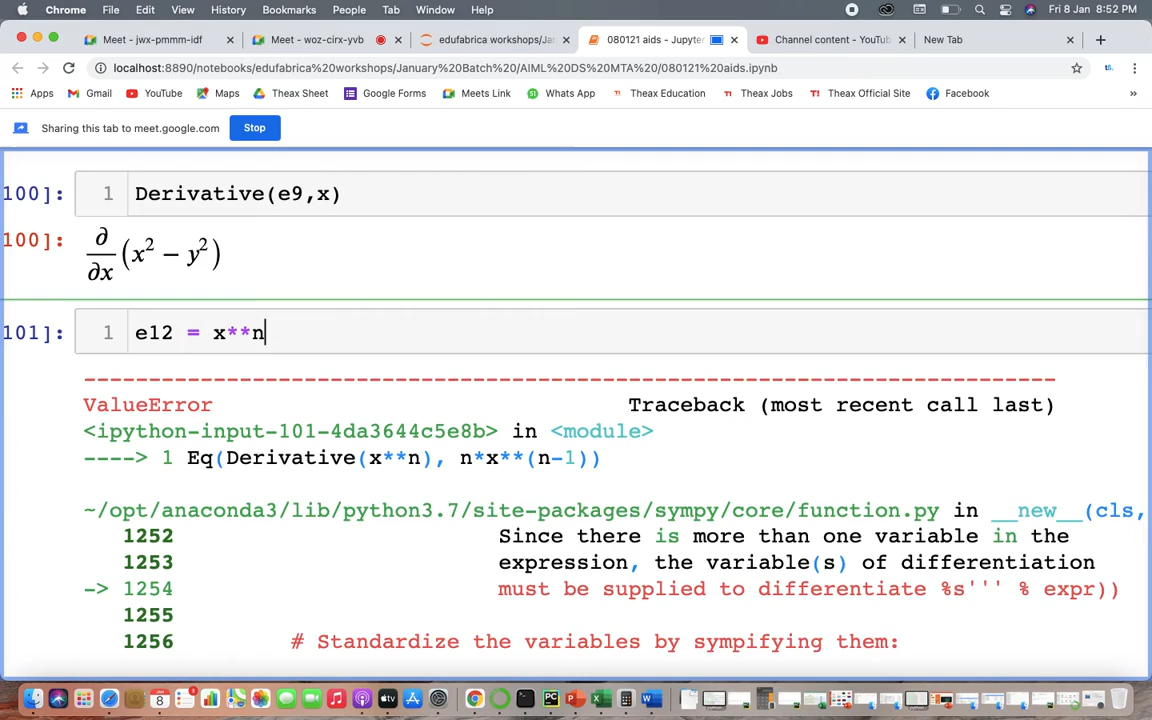 Chrome File Edit View History Bookmarks People Tab Window Help Fri 8 Jan 8:52 PM
Meet - jwx-pmmm-idf Meet - woz-cirx-yvb edufabrica workshops/Jan 080121 aids - Jupyter Channel content - YouTub New Tab
localhost:8890/notebooks/edufabrica%20workshops/January%20Batch/AIML%20DS%20MTA/080121%20aids.ipynb
Apps Gmail YouTube Maps Theax Sheet Google Forms Meets Link Whats App Theax Education Theax Jobs Theax Official Site Facebook »
Sharing this tab to meet.google.com Stop
100]: 1 Derivative(e9,x)
100]: ∂/∂x (x² − y²)
101]: 1 e12 = x**n
---------------------------------------------------------------------------
ValueError Traceback (most recent call last)
<ipython-input-101-4da3644c5e8b> in <module>
----> 1 Eq(Derivative(x**n), n*x**(n-1))
~/opt/anaconda3/lib/python3.7/site-packages/sympy/core/function.py in __new__(cls,
1252 Since there is more than one variable in the
1253 expression, the variable(s) of differentiation
-> 1254 must be supplied to differentiate %s''' % expr))
1255
1256 # Standardize the variables by sympifying them: